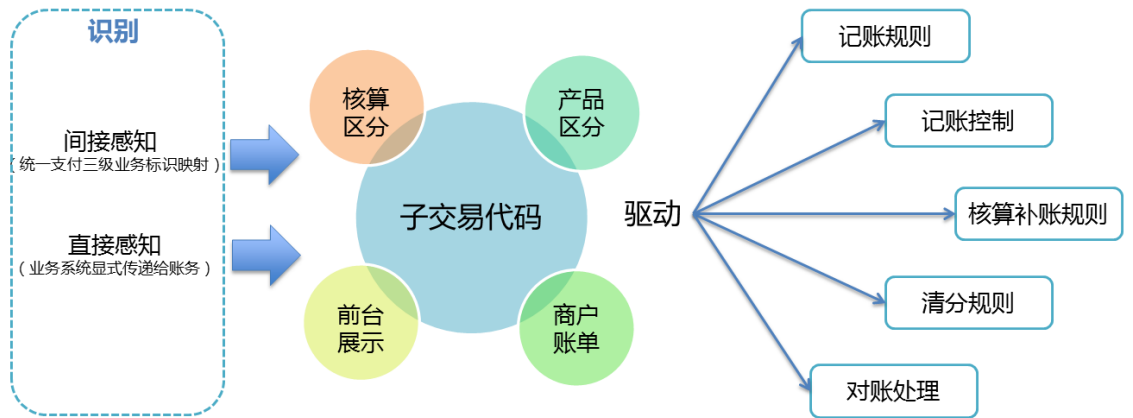 识别
间接感知
（统一支付三级业务标识映射）
直接感知
（业务系统显式传递给账务）
核算
区分
产品
区分
子交易代码
前台
展示
商户
账单
驱动
记账规则
记账控制
核算补账规则
清分规则
对账处理